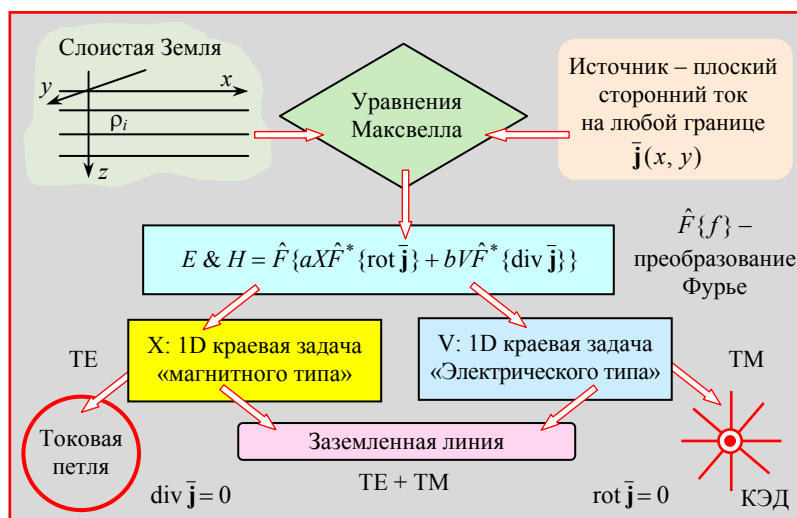 Слоистая Земля
y
x
ρᵢ
z
Уравнения
Максвелла
Источник – плоский
сторонний ток
на любой границе
j̄(x, y)
E & H = F̂{aXF̂*{rot j̄} + bVF̂*{div j̄}}
F̂{f} –
преобразование
Фурье
TE
X: 1D краевая задача
«магнитного типа»
V: 1D краевая задача
«Электрического типа»
TM
Токовая
петля
Заземленная линия
TE + TM
div j̄ = 0
rot j̄ = 0
КЭД